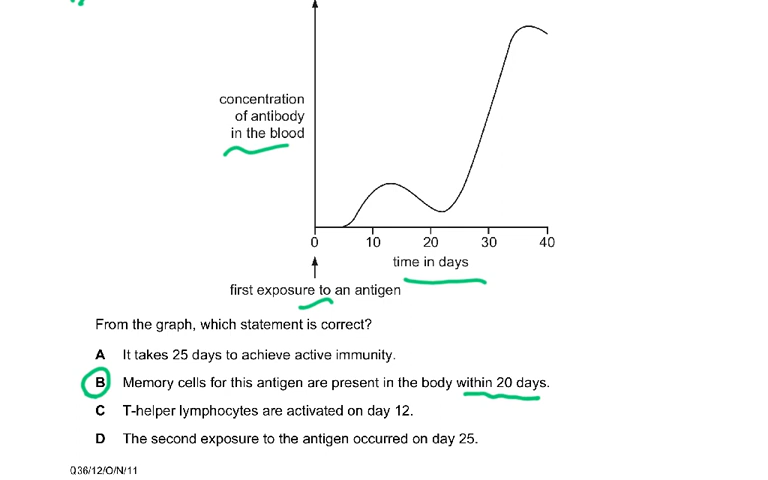 concentration
of antibody
in the blood
0 10 20 30 40
time in days
first exposure to an antigen
From the graph, which statement is correct?
A It takes 25 days to achieve active immunity.
B Memory cells for this antigen are present in the body within 20 days.
C T-helper lymphocytes are activated on day 12.
D The second exposure to the antigen occurred on day 25.
036/12/O/N/11